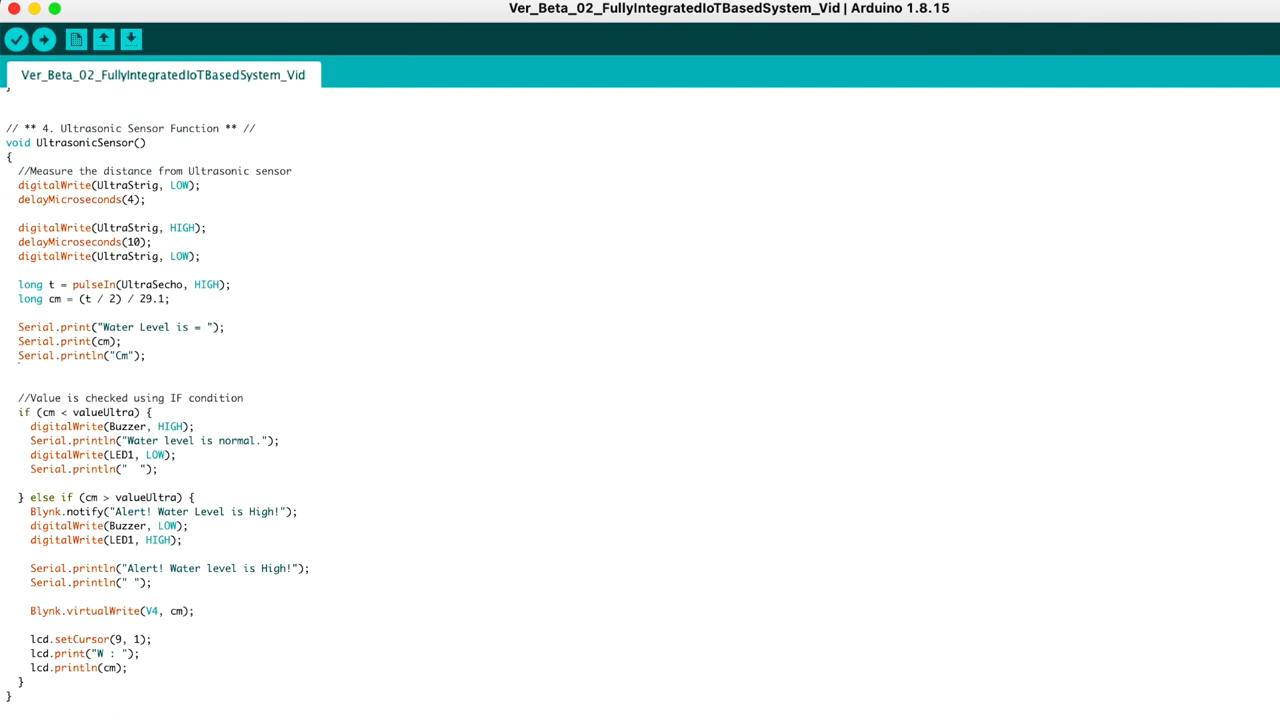 Ver_Beta_02_FullyIntegratedIoTBasedSystem_Vid | Arduino 1.8.15
Ver_Beta_02_FullyIntegratedIoTBasedSystem_Vid
}
// ** 4. Ultrasonic Sensor Function ** //
void UltrasonicSensor()
{
//Measure the distance from Ultrasonic sensor
digitalWrite(UltraStrig, LOW);
delayMicroseconds(4);
digitalWrite(UltraStrig, HIGH);
delayMicroseconds(10);
digitalWrite(UltraStrig, LOW);
long t = pulseIn(UltraSecho, HIGH);
long cm = (t / 2) / 29.1;
Serial.print("Water Level is = ");
Serial.print(cm);
Serial.println("Cm");
//Value is checked using IF condition
if (cm < valueUltra) {
digitalWrite(Buzzer, HIGH);
Serial.println("Water level is normal.");
digitalWrite(LED1, LOW);
Serial.println("  ");
} else if (cm > valueUltra) {
Blynk.notify("Alert! Water Level is High!");
digitalWrite(Buzzer, LOW);
digitalWrite(LED1, HIGH);
Serial.println("Alert! Water level is High!");
Serial.println(" ");
Blynk.virtualWrite(V4, cm);
lcd.setCursor(9, 1);
lcd.print("W : ");
lcd.println(cm);
}
}